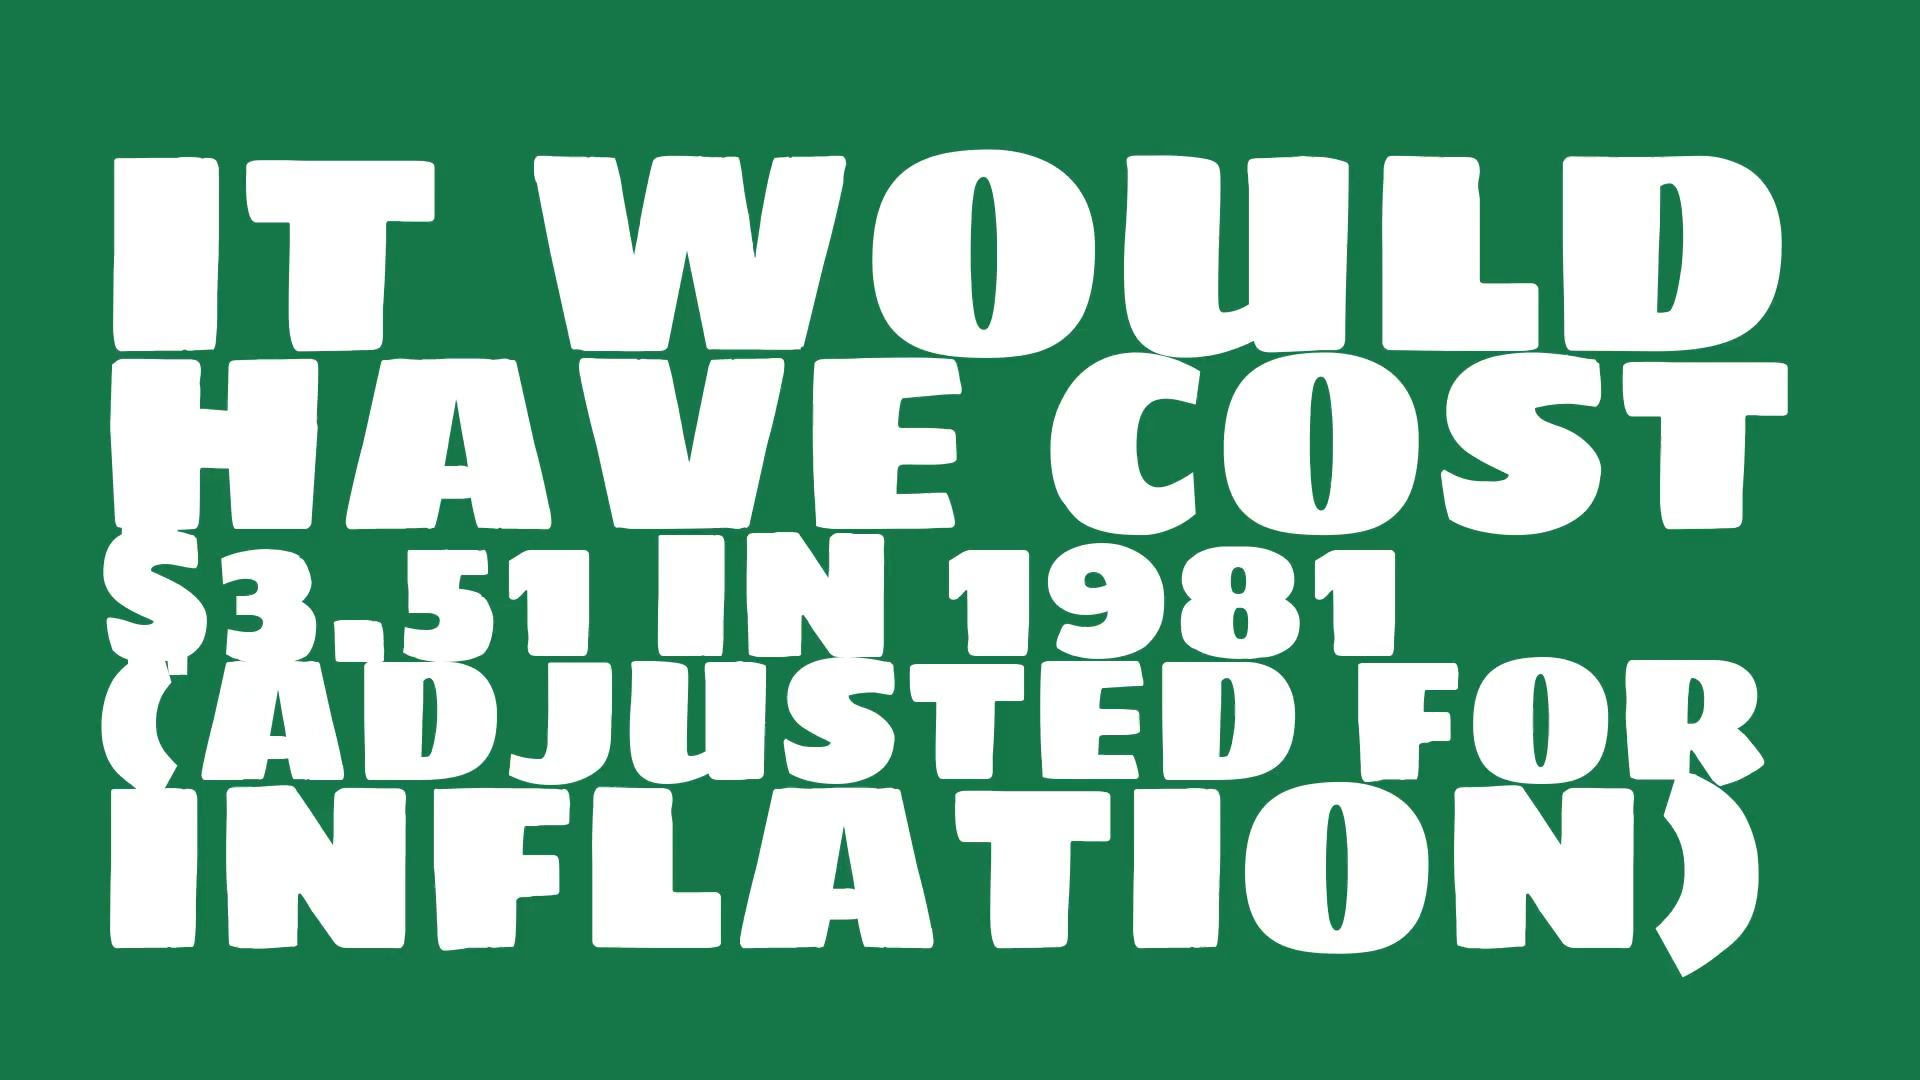 IT WOULD
HAVE COST
$3.51 IN 1981
(ADJUSTED FOR
INFLATION)